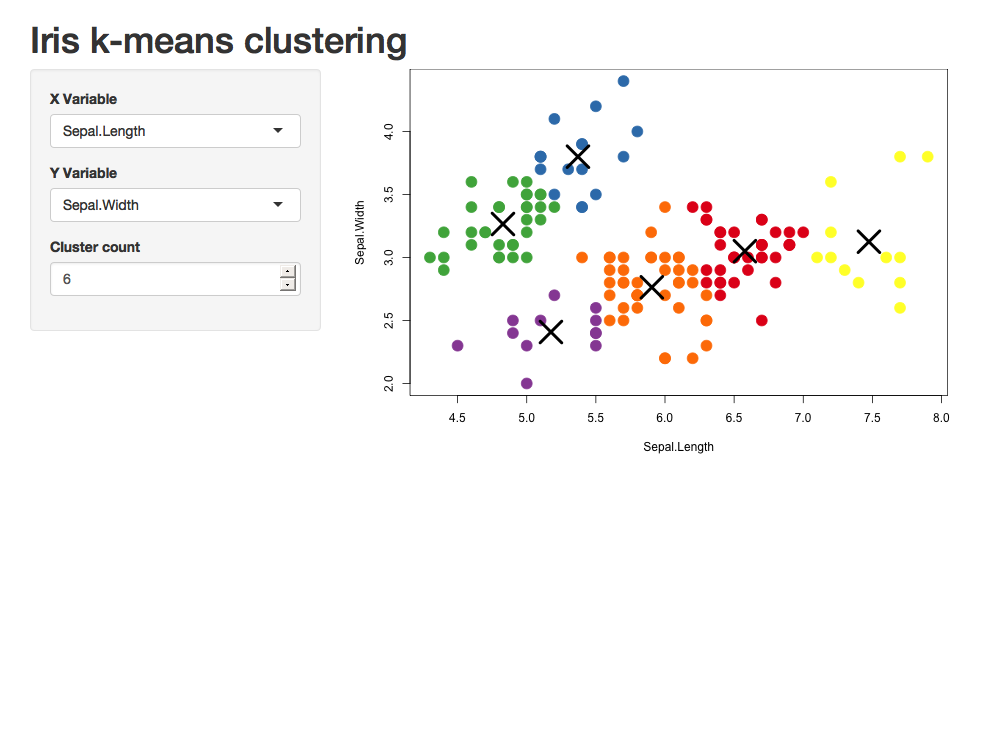 Iris k-means clustering
X Variable
Sepal.Length
Y Variable
Sepal.Width
Cluster count
6
Sepal.Width
4.0
3.5
3.0
2.5
2.0
4.5 5.0 5.5 6.0 6.5 7.0 7.5 8.0
Sepal.Length